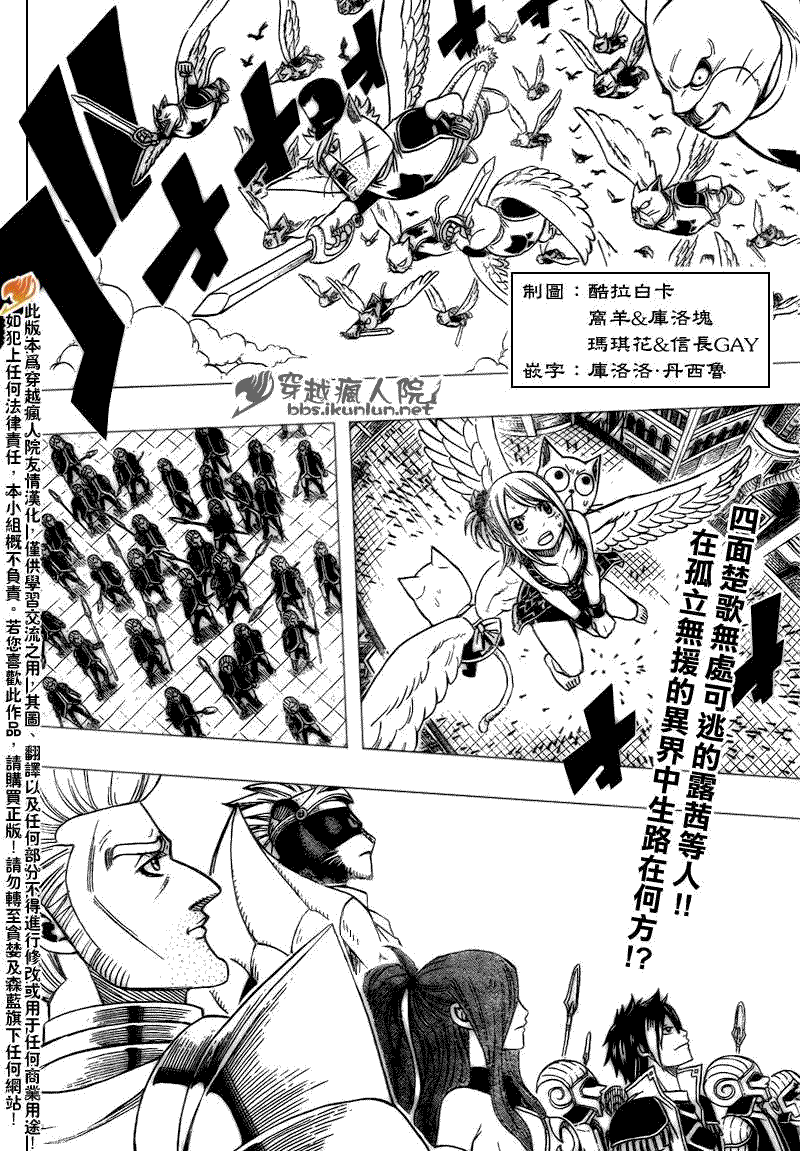 制圖：酷拉白卡
窩羊&庫洛塊
瑪琪花&信長GAY
嵌字：庫洛洛·丹西魯
穿越瘋人院
bbs.ikunlun.net
四面楚歌無處可逃的露茜等人!!
在孤立無援的異界中生路在何方!?
此版本爲穿越瘋人院友情漢化，僅供學習交流之用，其圖、翻譯以及任何部分不得進行修改或用于任何商業用途！
如犯上任何法律責任，本小組概不負責。若您喜歡此作品，請購買正版！請勿轉至貪婪及森藍旗下任何網站！
ドドドドド